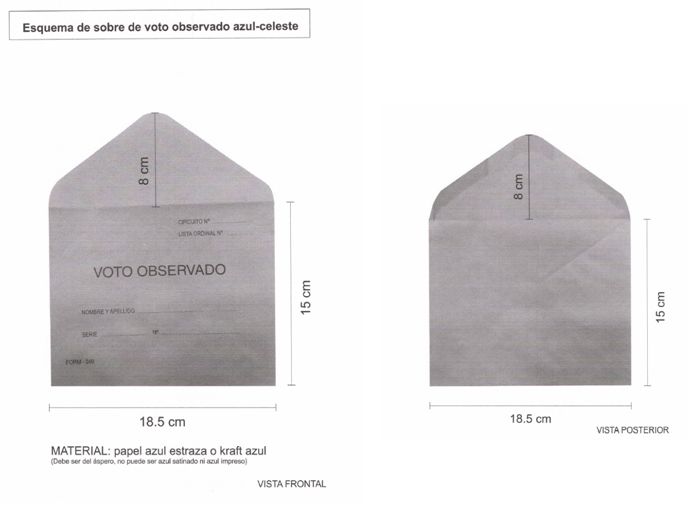 Esquema de sobre de voto observado azul-celeste
8 cm
CIRCUITO Nº
LISTA ORDINAL Nº
VOTO OBSERVADO
NOMBRE Y APELLIDO
SERIE Nº
FORM-
15 cm
18.5 cm
MATERIAL: papel azul estraza o kraft azul
(Debe ser del áspero, no puede ser azul satinado ni azul impreso)
VISTA FRONTAL
8 cm
15 cm
18.5 cm
VISTA POSTERIOR